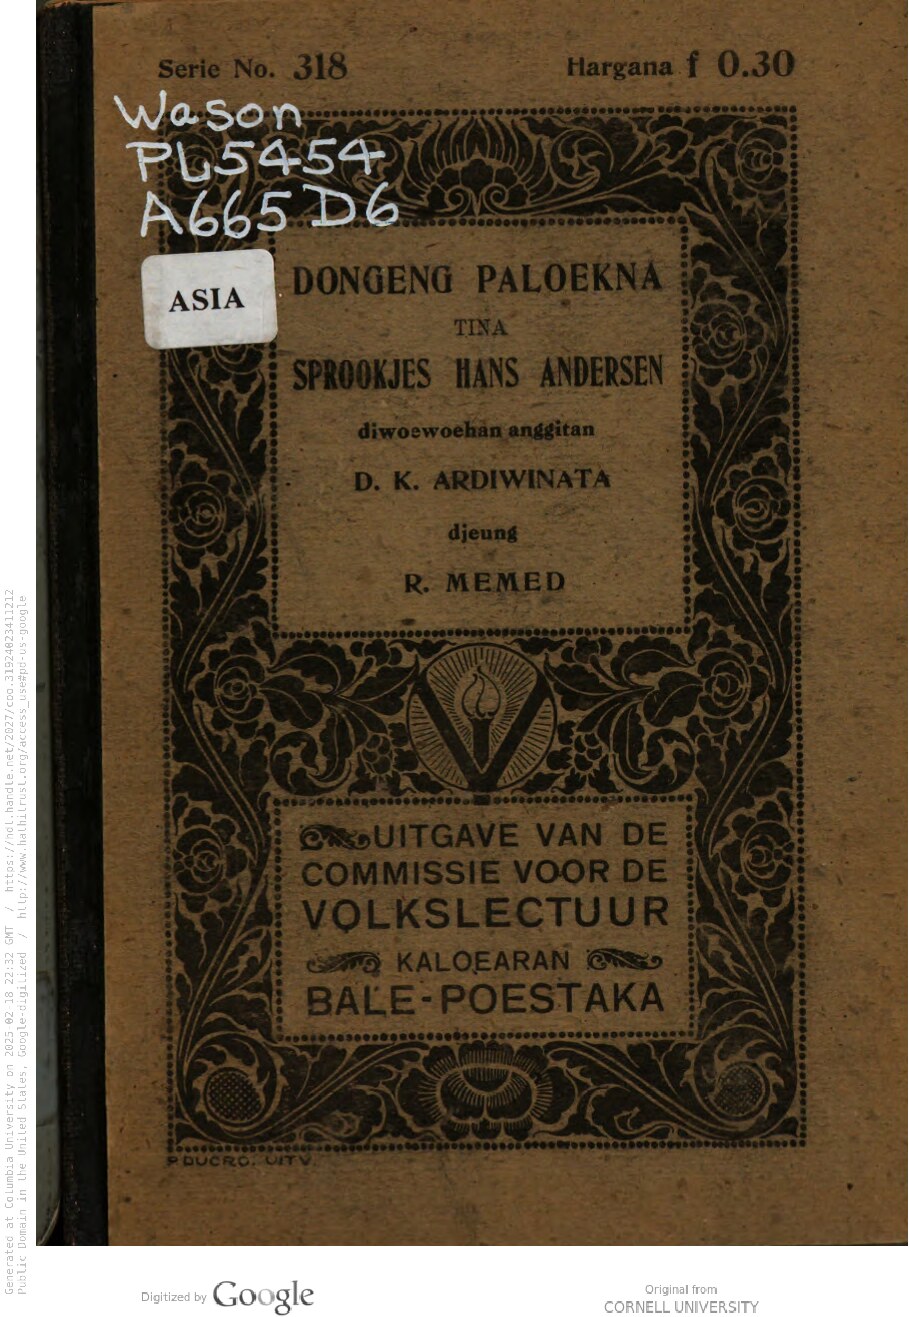 Serie No. 318
Hargana f 0.30
Wason
PL5454
A665D6
ASIA
DONGENG PALOEKNA
TINA
SPROOKJES HANS ANDERSEN
diwoewoehan anggitan
D. K. ARDIWINATA
djeung
R. MEMED
UITGAVE VAN DE
COMMISSIE VOOR DE
VOLKSLECTUUR
KALOEARAN
BALE-POESTAKA
P DUCRO. UITV.
Generated at Columbia University on 2025-02-18 22:32 GMT / https://hdl.handle.net/2027/coo.31924023411212
Public Domain in the United States, Google-digitized / http://www.hathitrust.org/access_use#pd-us-google
Digitized by Google
Original from
CORNELL UNIVERSITY